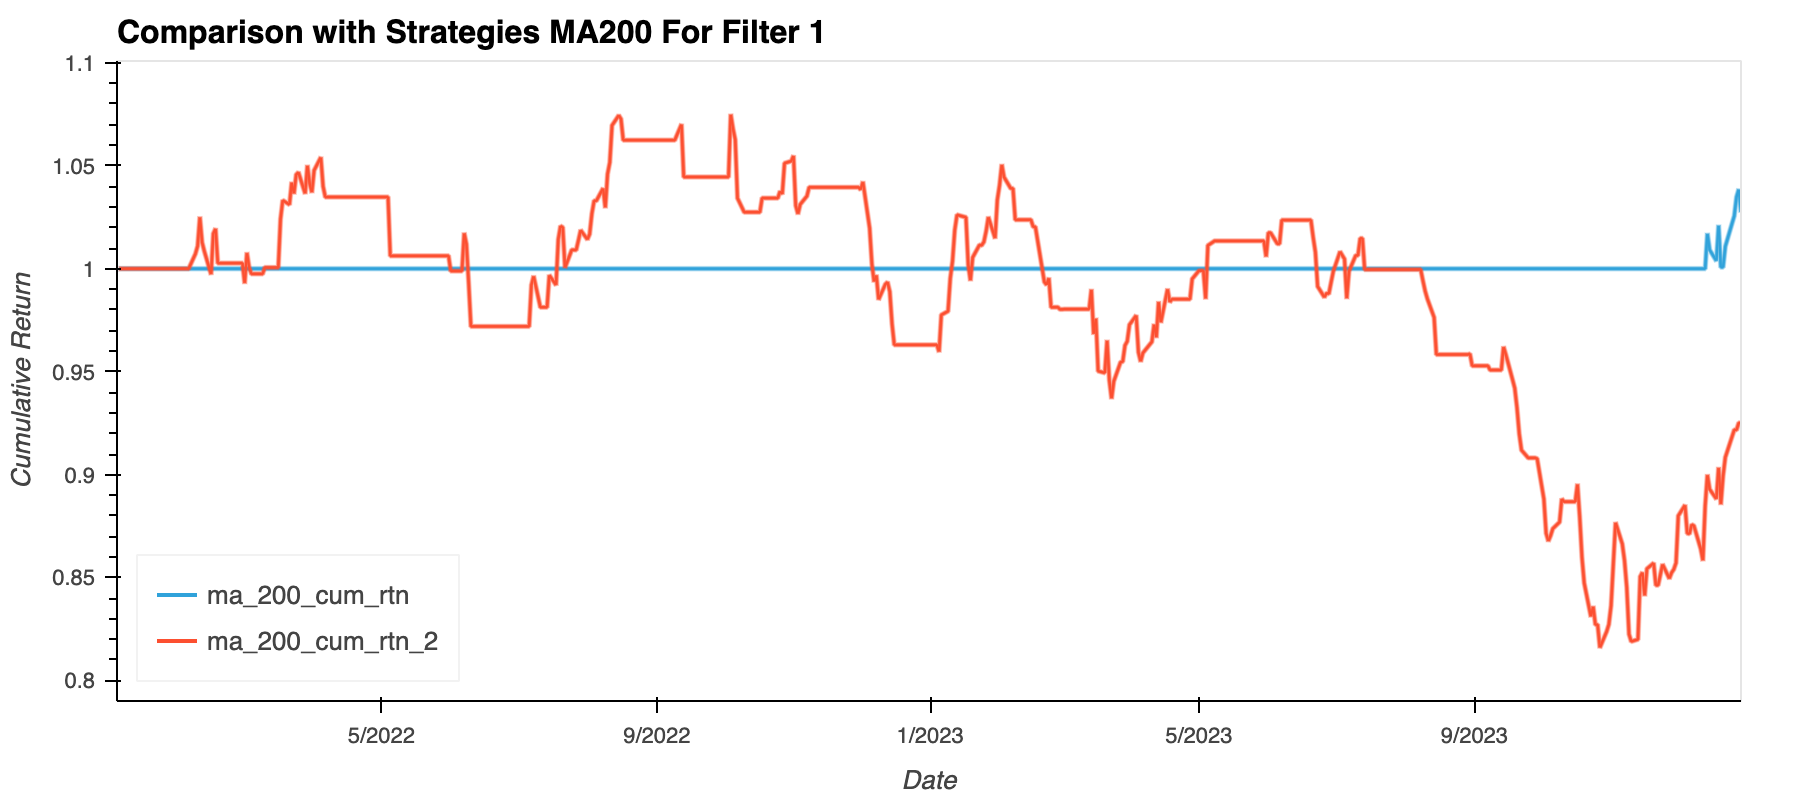 Comparison with Strategies MA200 For Filter 1
1.1
1.05
1
0.95
0.9
0.85
0.8
Cumulative Return
ma_200_cum_rtn
ma_200_cum_rtn_2
5/2022 9/2022 1/2023 5/2023 9/2023
Date